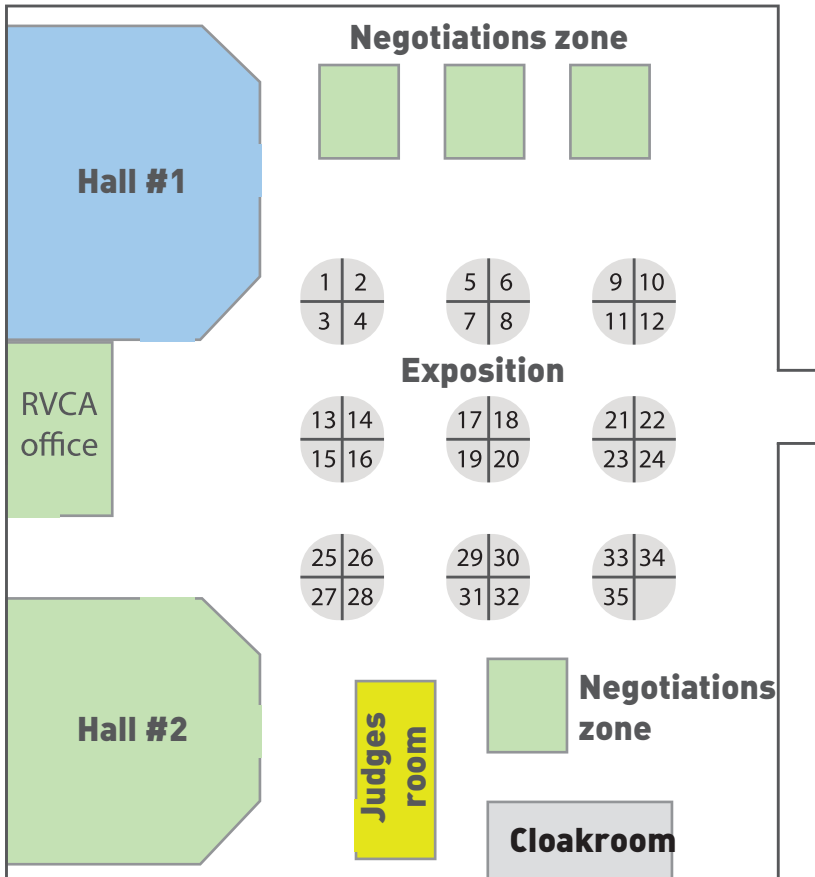 Negotiations zone
Hall #1
1 2 5 6 9 10
3 4 7 8 11 12
Exposition
RVCA
office
13 14 17 18 21 22
15 16 19 20 23 24
25 26 29 30 33 34
27 28 31 32 35
Hall #2
Judges
room
Negotiations
zone
Cloakroom